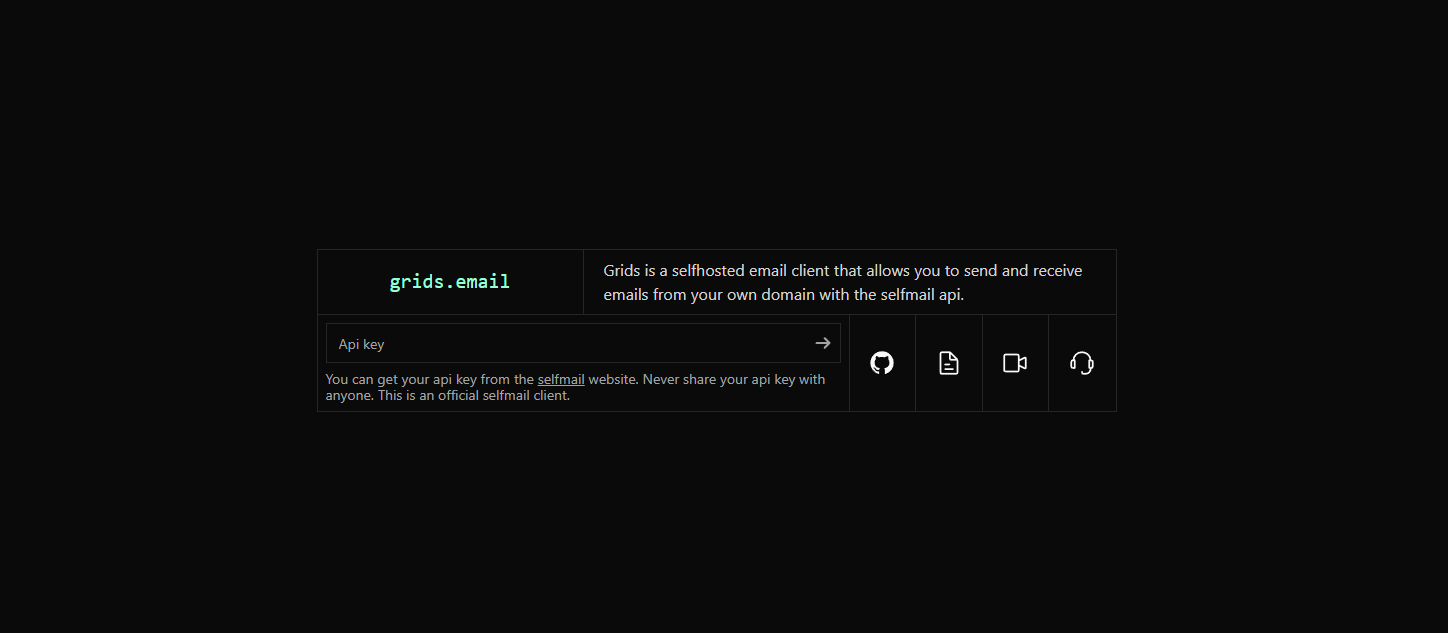 grids.email
Grids is a selfhosted email client that allows you to send and receive
emails from your own domain with the selfmail api.
Api key
You can get your api key from the selfmail website. Never share your api key with
anyone. This is an official selfmail client.